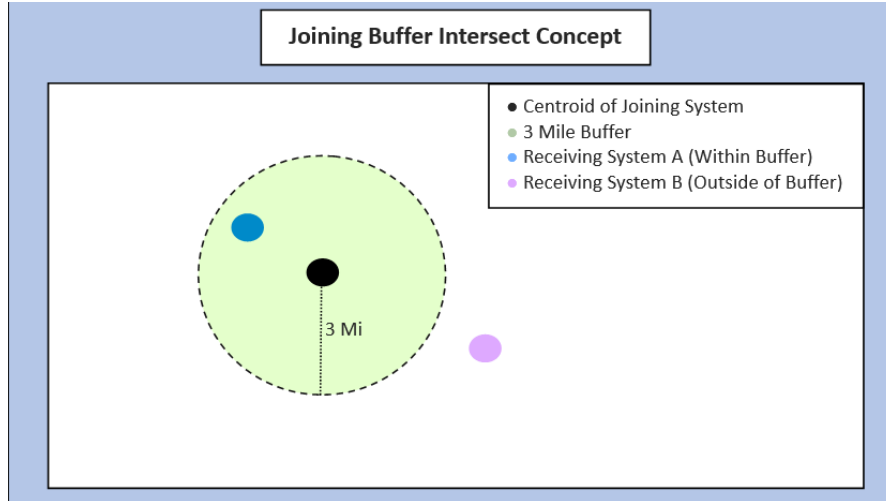 Joining Buffer Intersect Concept
Centroid of Joining System
3 Mile Buffer
Receiving System A (Within Buffer)
Receiving System B (Outside of Buffer)
3 Mi